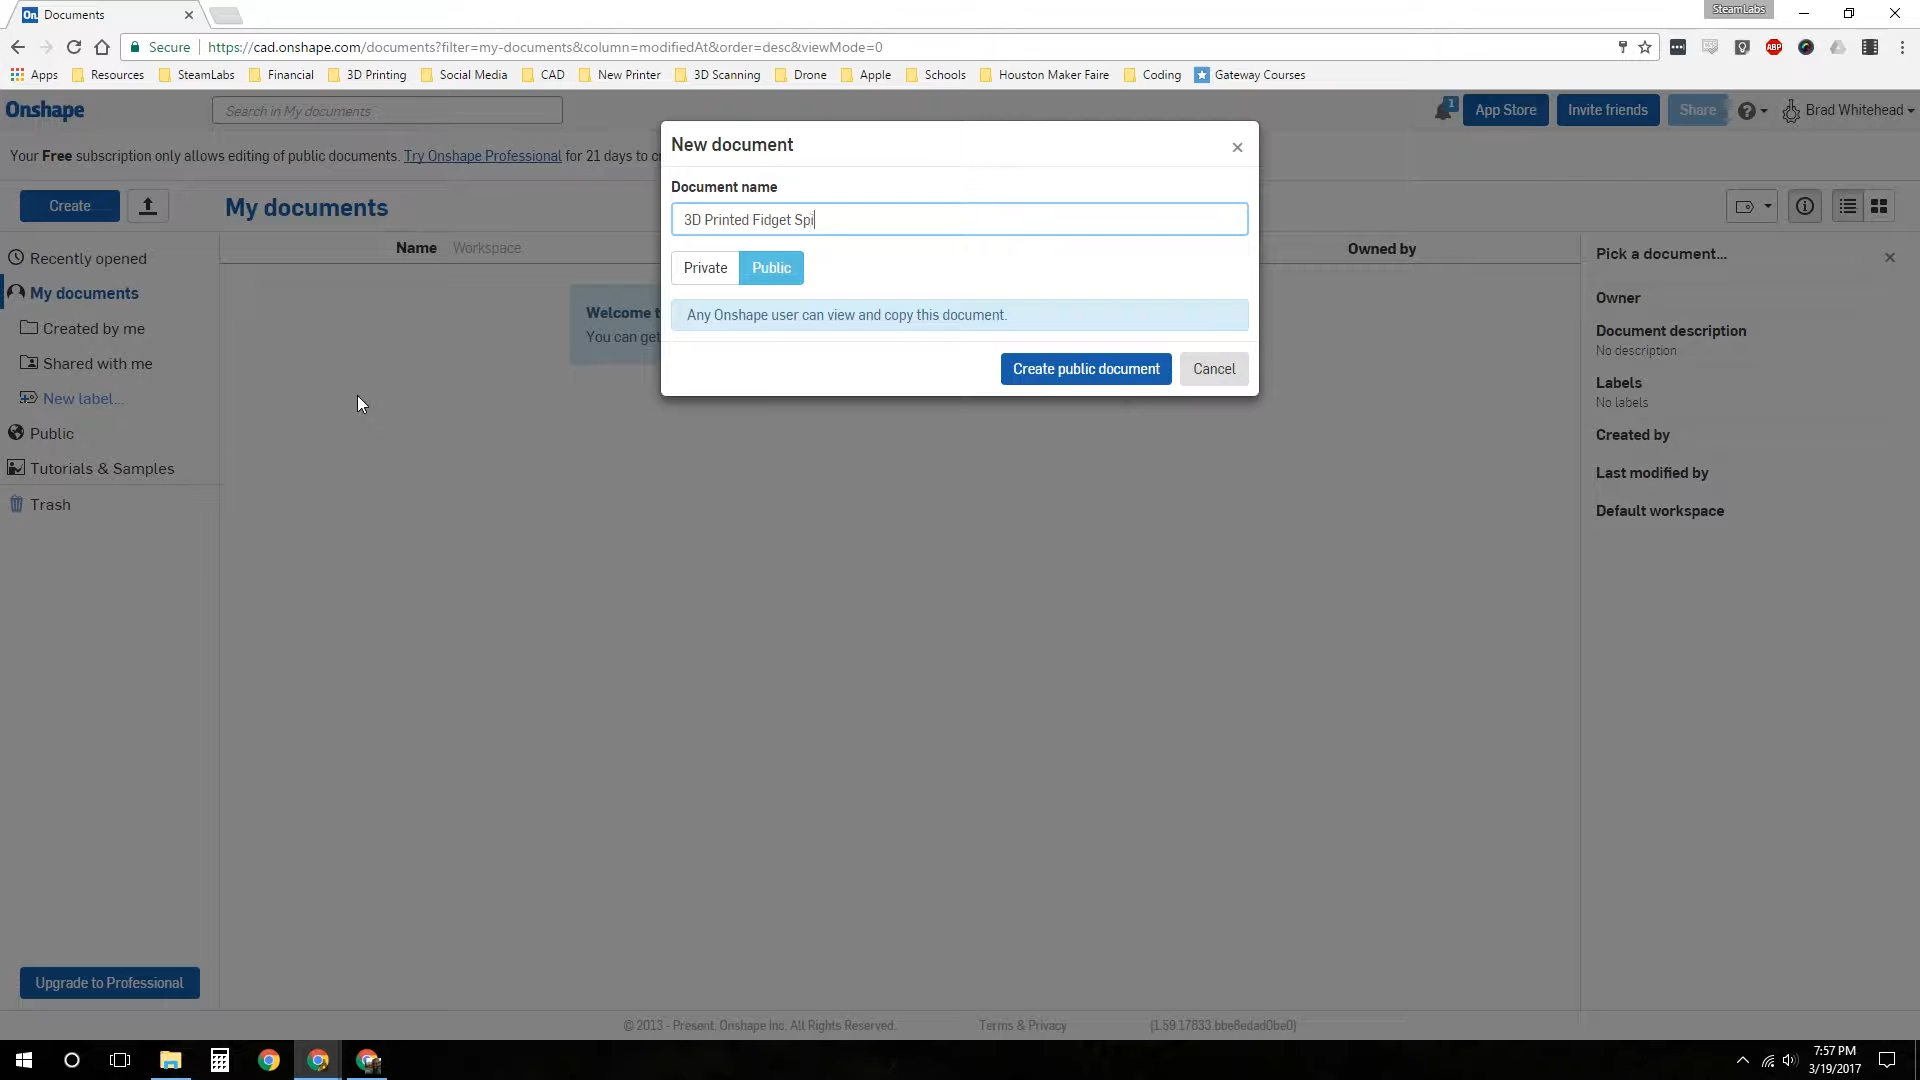 On. Documents
SteamLabs
Secure https://cad.onshape.com/documents?filter=my-documents&column=modifiedAt&order=desc&viewMode=0
ABP
Apps Resources SteamLabs Financial 3D Printing Social Media CAD New Printer 3D Scanning Drone Apple Schools Houston Maker Faire Coding Gateway Courses
Onshape
Search in My documents
1
App Store
Invite friends
Share
Brad Whitehead
Your Free subscription only allows editing of public documents. Try Onshape Professional for 21 days to
Create
My documents
Name Workspace
Owned by
Recently opened
My documents
Created by me
Shared with me
New label...
Public
Tutorials & Samples
Trash
Upgrade to Professional
Welcome
You can get
New document
Document name
3D Printed Fidget Spi
Private
Public
Any Onshape user can view and copy this document.
Create public document
Cancel
Pick a document...
Owner
Document description
No description
Labels
No labels
Created by
Last modified by
Default workspace
© 2013 - Present, Onshape Inc. All Rights Reserved.
Terms & Privacy
(1.59.17833.bbe8edad0be0)
7:57 PM
3/19/2017